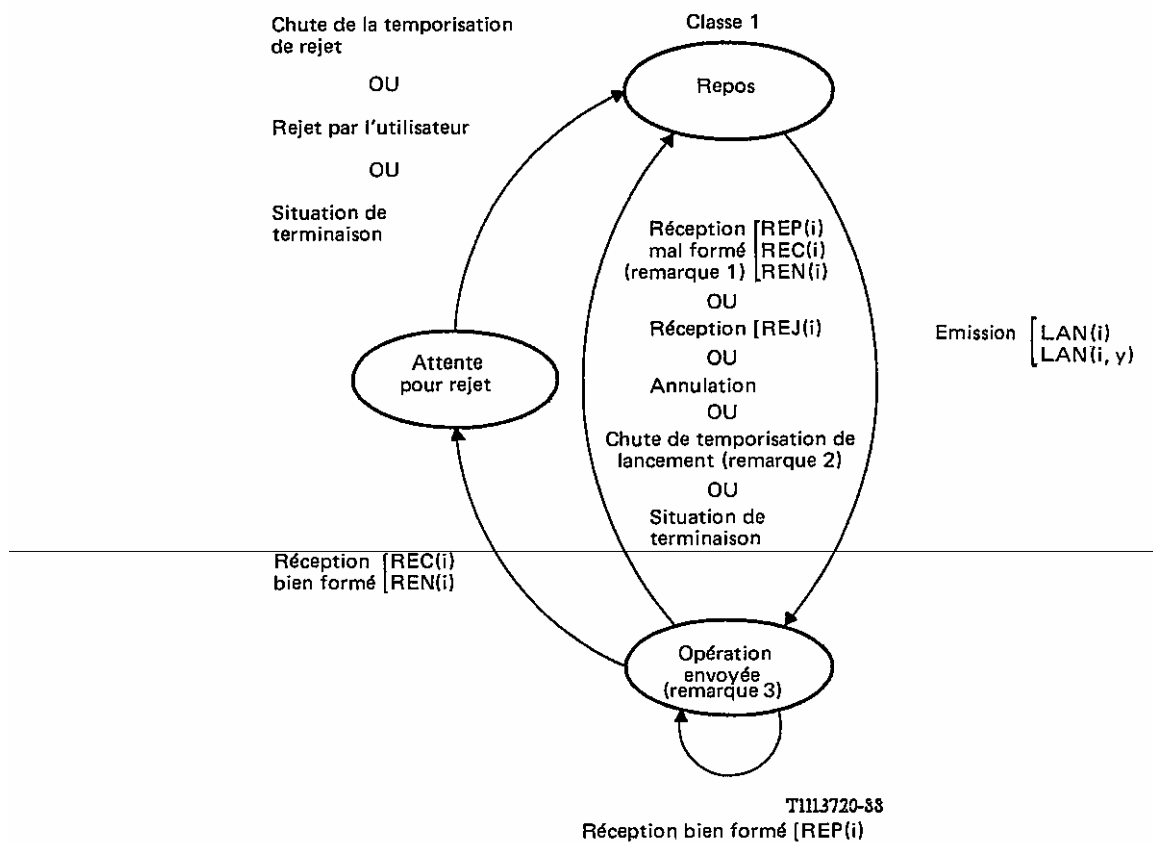 Chute de la temporisation
de rejet
OU
Rejet par l'utilisateur
OU
Situation de
terminaison
Classe 1
Repos
Réception [REP(i)
mal formé REC(i)
(remarque 1) REN(i)
OU
Réception [REJ(i)
OU
Annulation
OU
Chute de temporisation de
lancement (remarque 2)
OU
Situation de
terminaison
Emission [LAN(i)
LAN(i, y)
Attente
pour rejet
Réception [REC(i)
bien formé REN(i)
Opération
envoyée
(remarque 3)
T1113720-88
Réception bien formé [REP(i)